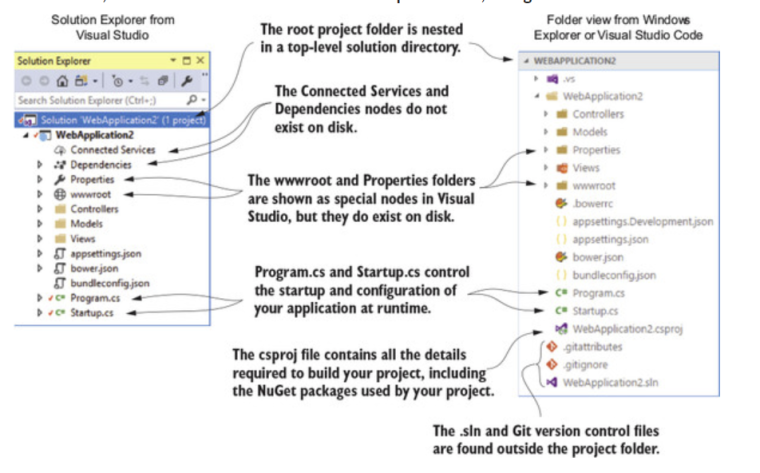 Solution Explorer from
Visual Studio
Solution Explorer
Search Solution Explorer (Ctrl+;)
Solution 'WebApplication2' (1 project)
WebApplication2
Connected Services
Dependencies
Properties
wwwroot
Controllers
Models
Views
appsettings.json
bower.json
bundleconfig.json
C# Program.cs
C# Startup.cs
The root project folder is nested
in a top-level solution directory.
The Connected Services and
Dependencies nodes do not
exist on disk.
The wwwroot and Properties folders
are shown as special nodes in Visual
Studio, but they do exist on disk.
Program.cs and Startup.cs control
the startup and configuration of
your application at runtime.
The csproj file contains all the details
required to build your project, including
the NuGet packages used by your project.
Folder view from Windows
Explorer or Visual Studio Code
WEBAPPLICATION2
.vs
WebApplication2
Controllers
Models
Properties
Views
wwwroot
.bowerrc
{ } appsettings.Development.json
{ } appsettings.json
bower.json
{ } bundleconfig.json
C# Program.cs
C# Startup.cs
WebApplication2.csproj
.gitattributes
.gitignore
WebApplication2.sln
The .sln and Git version control files
are found outside the project folder.